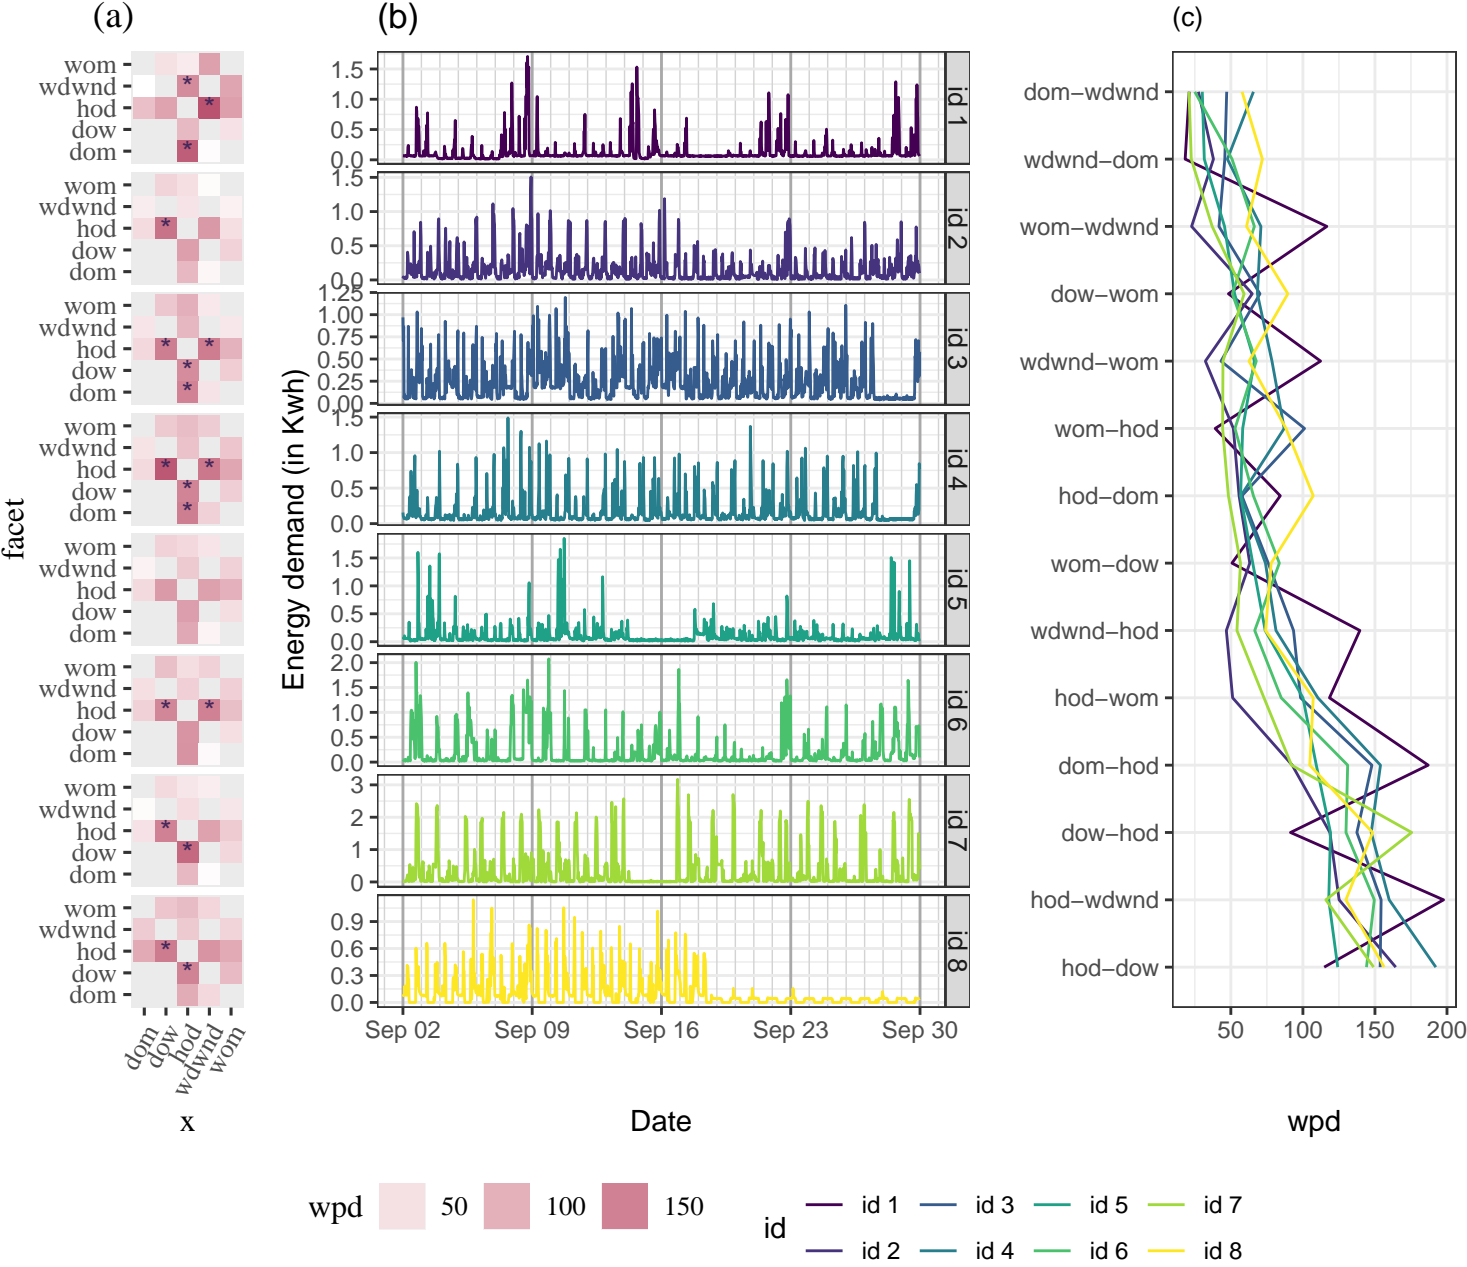 (a)
wom
wdwnd
hod
dow
dom
wom
wdwnd
hod
dow
dom
wom
wdwnd
hod
dow
dom
wom
wdwnd
hod
dow
dom
wom
wdwnd
hod
dow
dom
wom
wdwnd
hod
dow
dom
wom
wdwnd
hod
dow
dom
wom
wdwnd
hod
dow
dom
* * *
*
* * * *
* * * *
* *
* *
* *
facet
dom
dow
hod
wdwnd
wom
x
(b)
1.5
1.0
0.5
0.0
id 1
1.5
1.0
0.5
0.0
id 2
1.25
1.00
0.75
0.50
0.25
0.00
id 3
1.5
1.0
0.5
0.0
id 4
1.5
1.0
0.5
0.0
id 5
2.0
1.5
1.0
0.5
0.0
id 6
3
2
1
0
id 7
0.9
0.6
0.3
0.0
id 8
Energy demand (in Kwh)
Sep 02 Sep 09 Sep 16 Sep 23 Sep 30
Date
(c)
dom−wdwnd
wdwnd−dom
wom−wdwnd
dow−wom
wdwnd−wom
wom−hod
hod−dom
wom−dow
wdwnd−hod
hod−wom
dom−hod
dow−hod
hod−wdwnd
hod−dow
50 100 150 200
wpd
wpd 50 100 150
id
id 1 id 3 id 5 id 7
id 2 id 4 id 6 id 8